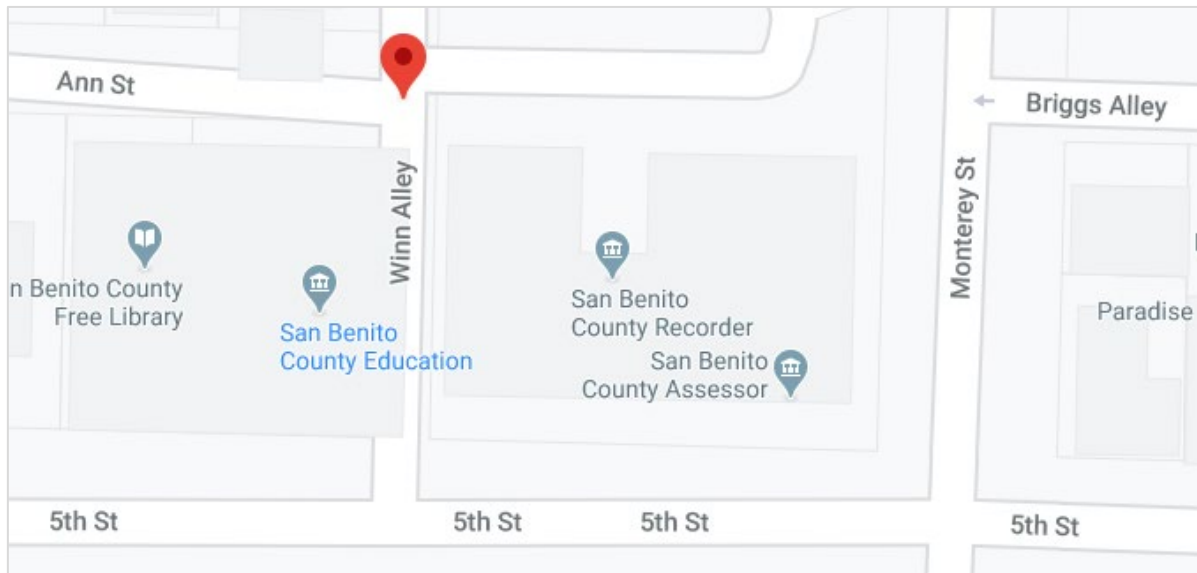 Ann St
Briggs Alley
Winn Alley
Monterey St
n Benito County
Free Library
San Benito
County Education
San Benito
County Recorder
San Benito
County Assessor
Paradise
5th St
5th St
5th St
5th St